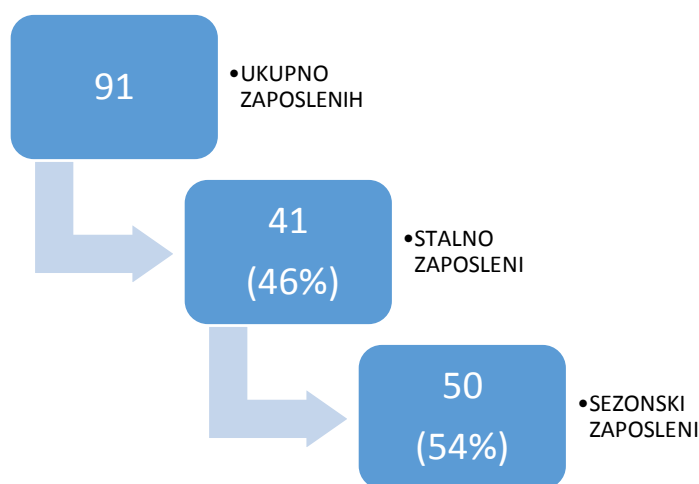 91
•UKUPNO
ZAPOSLENIH
41
(46%)
•STALNO
ZAPOSLENI
50
(54%)
•SEZONSKI
ZAPOSLENI